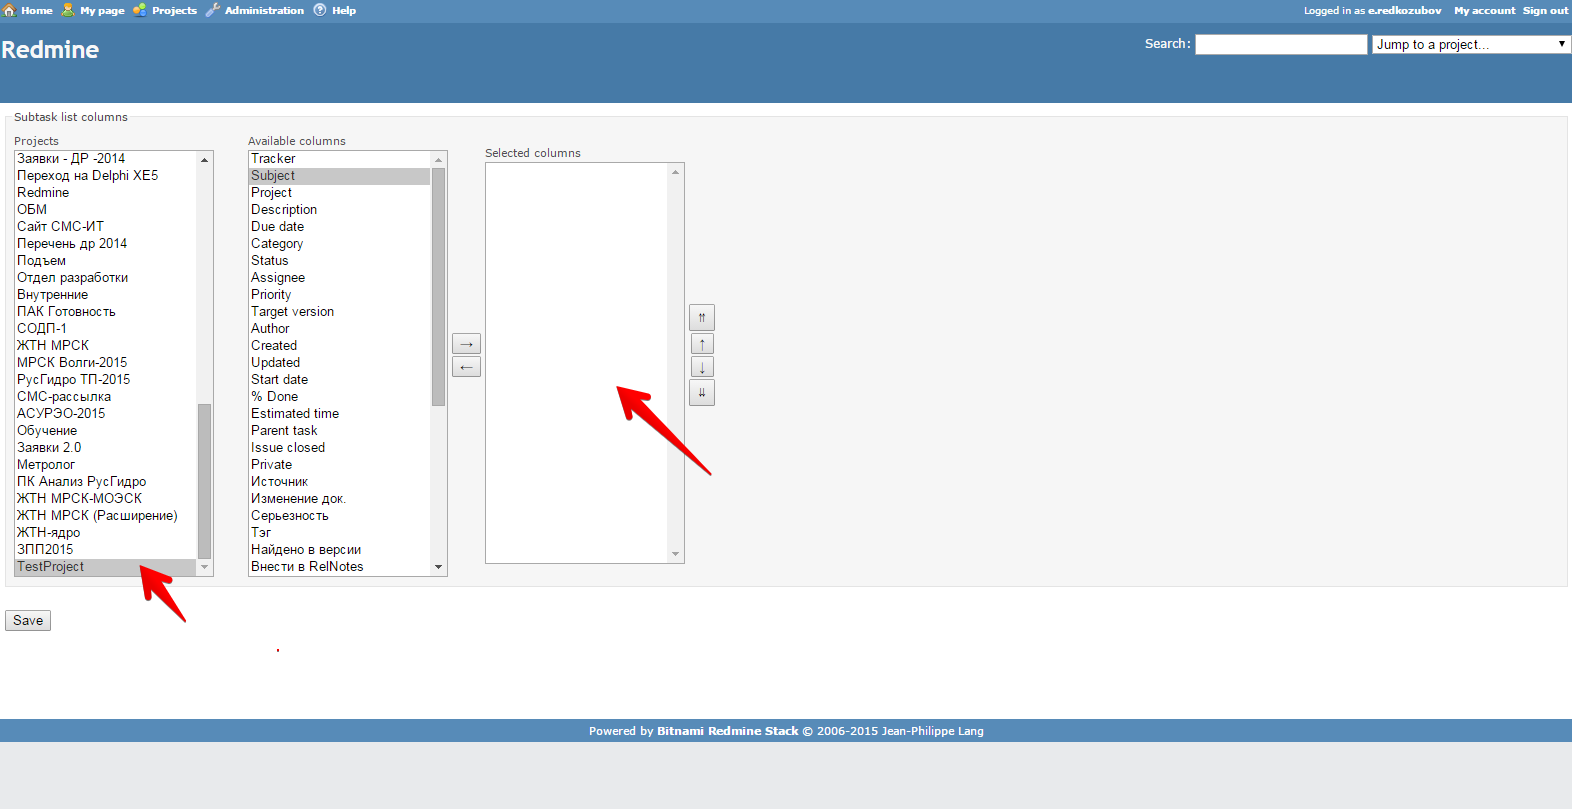 Home My page Projects Administration Help Logged in as e.redkozubov My account Sign out
Redmine
Search: Jump to a project...
Subtask list columns
Projects
Заявки - ДР -2014
Переход на Delphi XE5
Redmine
ОБМ
Сайт СМС-ИТ
Перечень др 2014
Подъем
Отдел разработки
Внутренние
ПАК Готовность
СОДП-1
ЖТН МРСК
МРСК Волги-2015
РусГидро ТП-2015
СМС-рассылка
АСУРЭО-2015
Обучение
Заявки 2.0
Метролог
ПК Анализ РусГидро
ЖТН МРСК-МОЭСК
ЖТН МРСК (Расширение)
ЖТН-ядро
ЗПП2015
TestProject
Available columns
Tracker
Subject
Project
Description
Due date
Category
Status
Assignee
Priority
Target version
Author
Created
Updated
Start date
% Done
Estimated time
Parent task
Issue closed
Private
Источник
Изменение док.
Серьезность
Тэг
Найдено в версии
Внести в RelNotes
→
←
Selected columns
⇈
↑
↓
⇊
Save
Powered by Bitnami Redmine Stack © 2006-2015 Jean-Philippe Lang